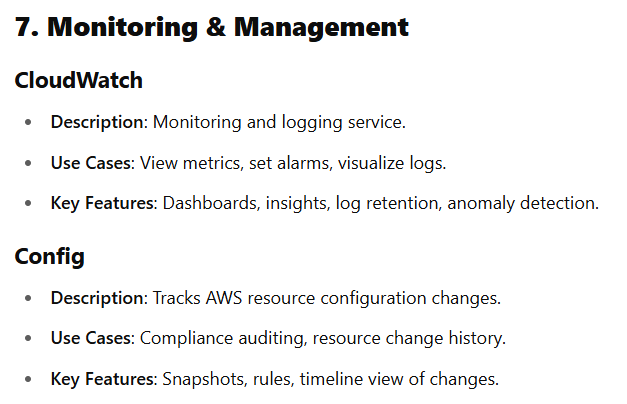 7. Monitoring & Management
CloudWatch
• Description: Monitoring and logging service.
• Use Cases: View metrics, set alarms, visualize logs.
• Key Features: Dashboards, insights, log retention, anomaly detection.
Config
• Description: Tracks AWS resource configuration changes.
• Use Cases: Compliance auditing, resource change history.
• Key Features: Snapshots, rules, timeline view of changes.